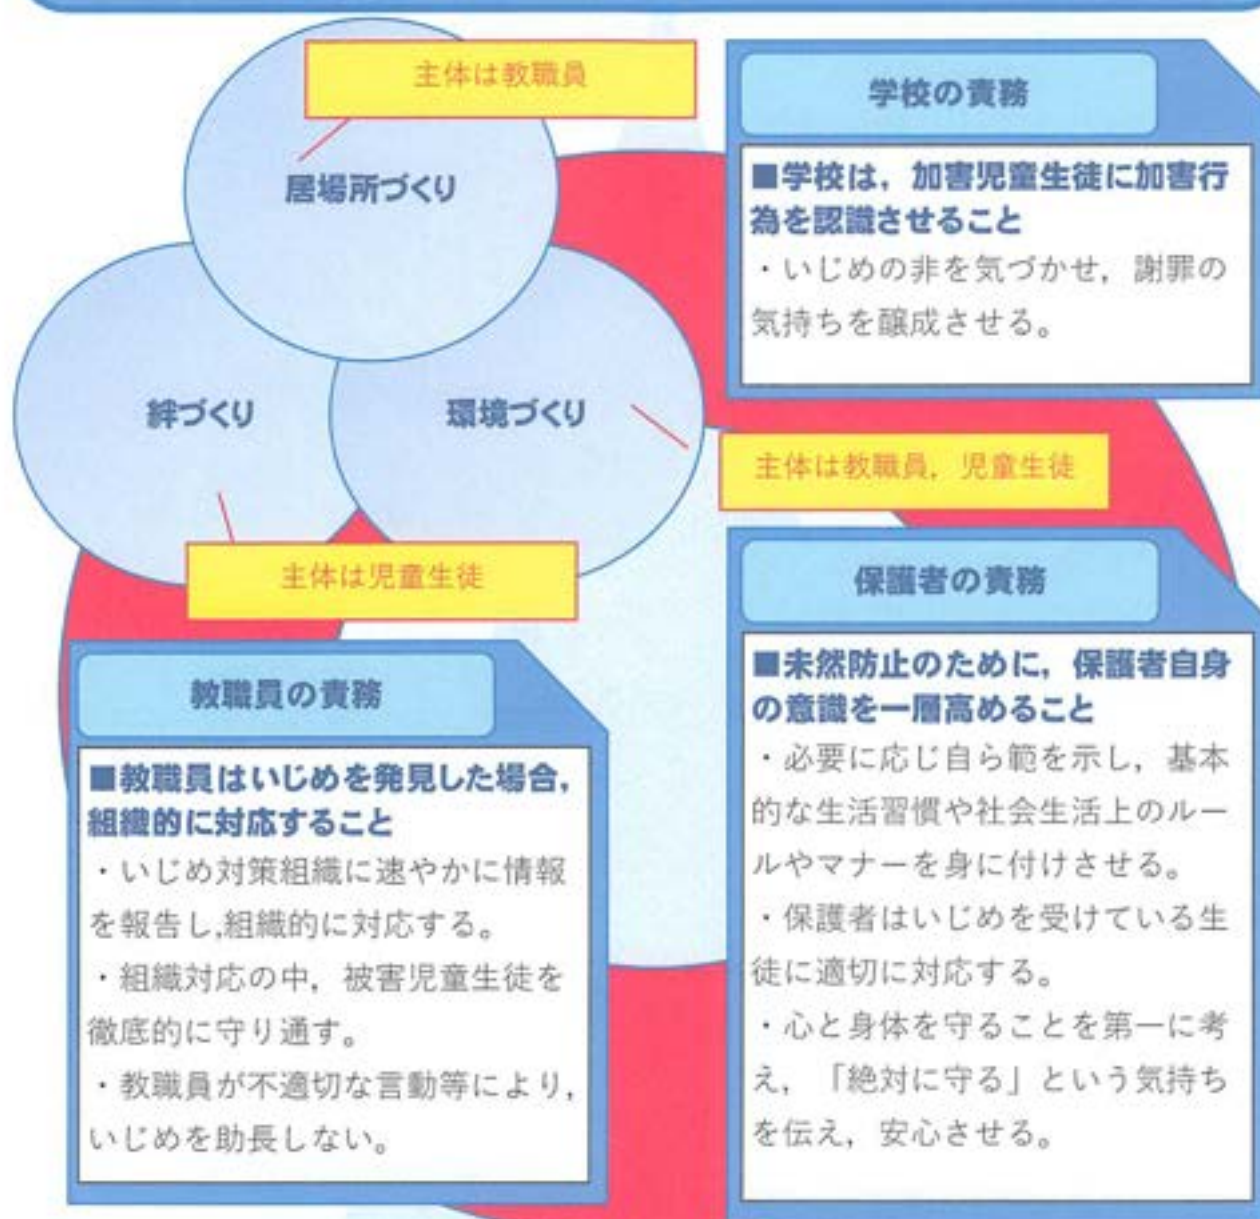 主体は教職員
居場所づくり
絆づくり
環境づくり
主体は教職員，児童生徒
主体は児童生徒
学校の責務
■学校は，加害児童生徒に加害行
為を認識させること
・いじめの非を気づかせ，謝罪の
気持ちを醸成させる。
教職員の責務
■教職員はいじめを発見した場合，
組織的に対応すること
・いじめ対策組織に速やかに情報
を報告し,組織的に対応する。
・組織対応の中，被害児童生徒を
徹底的に守り通す。
・教職員が不適切な言動等により，
いじめを助長しない。
保護者の責務
■未然防止のために，保護者自身
の意識を一層高めること
・必要に応じ自ら範を示し，基本
的な生活習慣や社会生活上のルー
ルやマナーを身に付けさせる。
・保護者はいじめを受けている生
徒に適切に対応する。
・心と身体を守ることを第一に考
え，「絶対に守る」という気持ち
を伝え，安心させる。